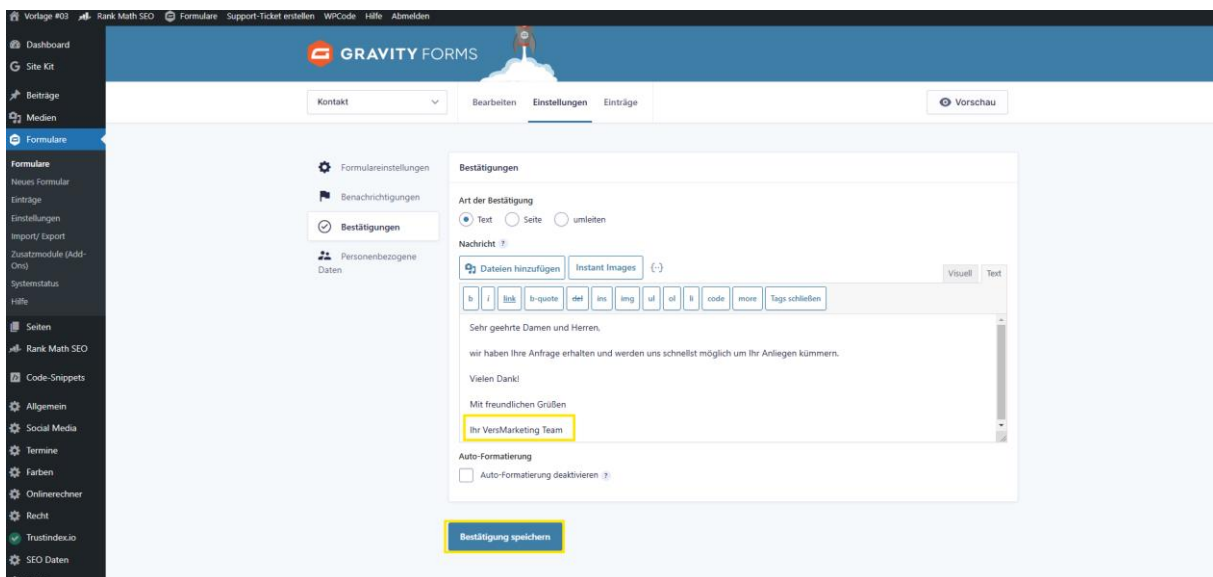 Vorlage #03 Rank Math SEO Formulare Support-Ticket erstellen WPCode Hilfe Abmelden
Dashboard
Site Kit
Beiträge
Medien
Formulare
Formulare
Neues Formular
Einträge
Einstellungen
Import/ Export
Zusatzmodule (Add-
Ons)
Systemstatus
Hilfe
Seiten
Rank Math SEO
Code-Snippets
Allgemein
Social Media
Termine
Farben
Onlinerechner
Recht
Trustindex.io
SEO Daten
GRAVITY FORMS
Kontakt
Bearbeiten Einstellungen Einträge
Vorschau
Formulareinstellungen
Benachrichtigungen
Bestätigungen
Personenbezogene
Daten
Bestätigungen
Art der Bestätigung
Text Seite umleiten
Nachricht ?
Dateien hinzufügen Instant Images {··}
Visuell Text
b i link b-quote del ins img ul ol li code more Tags schließen
Sehr geehrte Damen und Herren,
wir haben Ihre Anfrage erhalten und werden uns schnellst möglich um Ihr Anliegen kümmern.
Vielen Dank!
Mit freundlichen Grüßen
Ihr VersMarketing Team
Auto-Formatierung
Auto-Formatierung deaktivieren ?
Bestätigung speichern